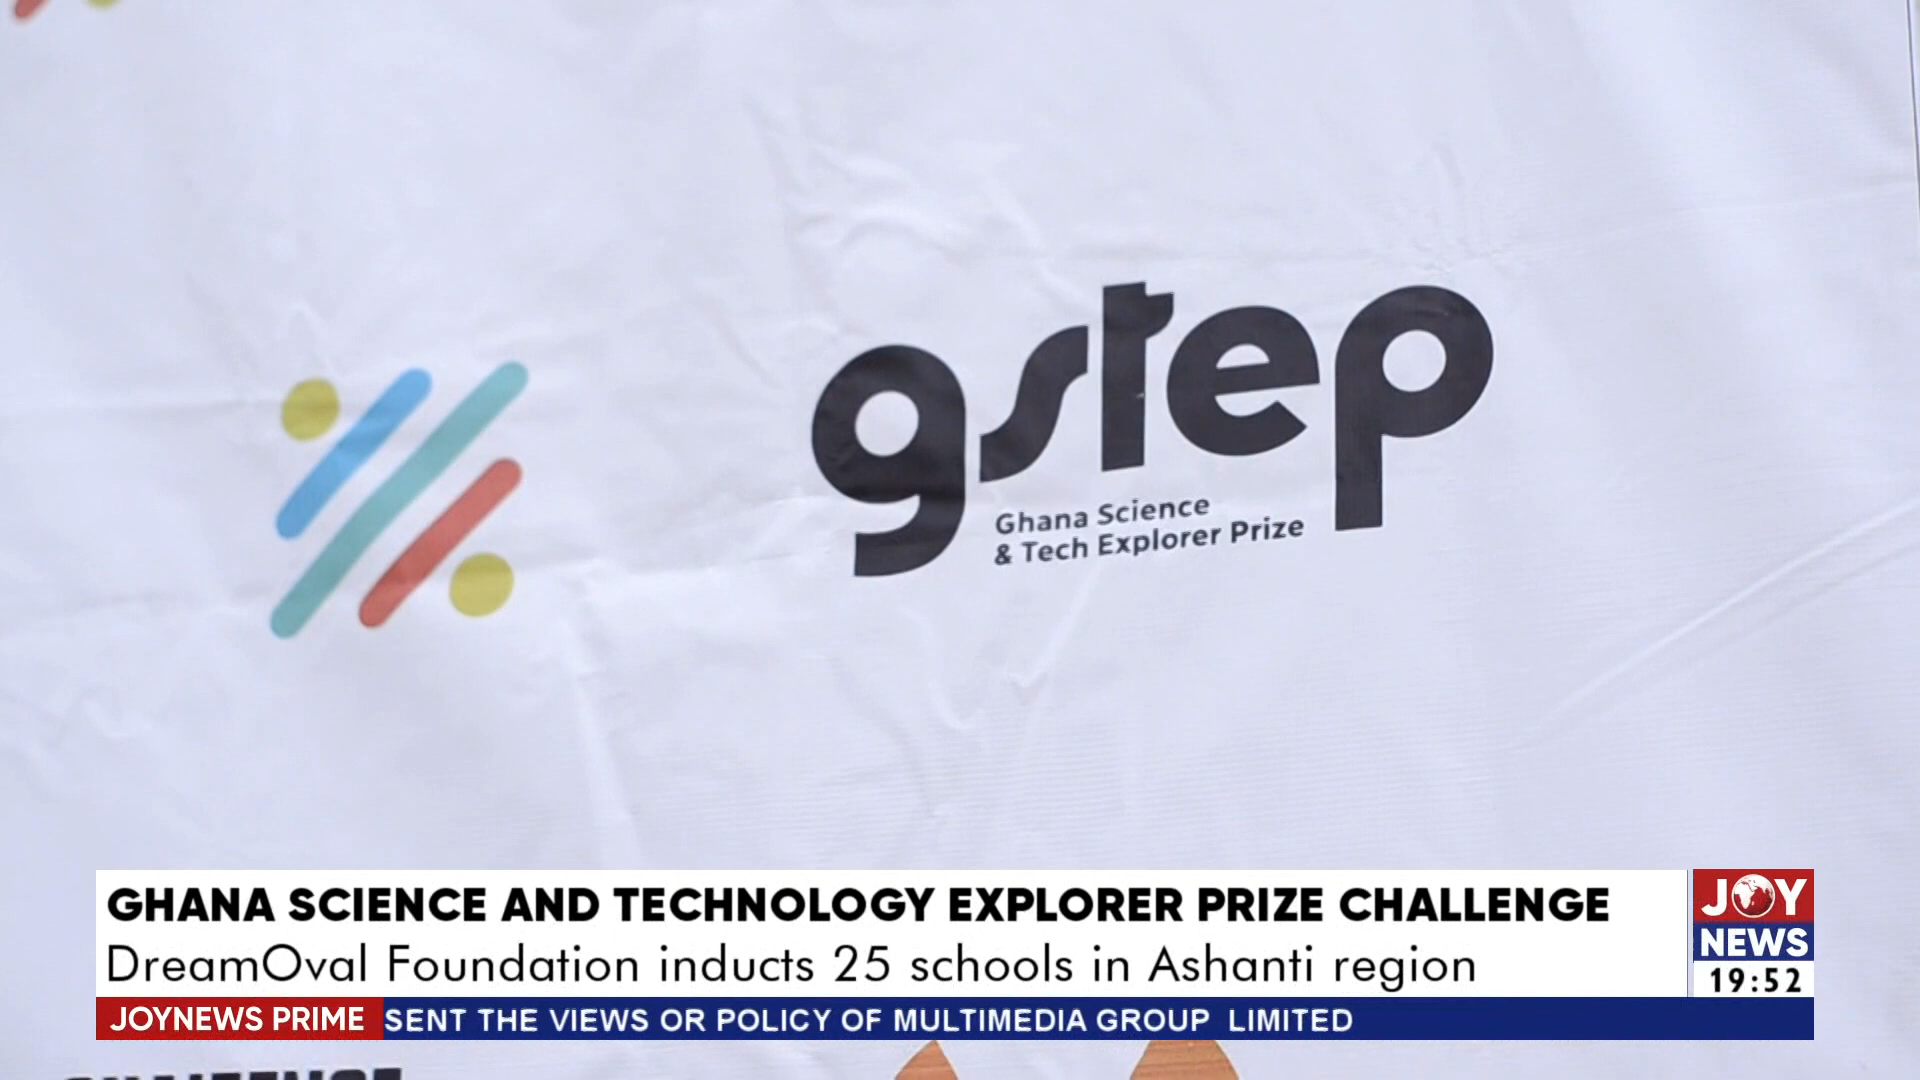 gstep
Ghana Science
& Tech Explorer Prize
GHANA SCIENCE AND TECHNOLOGY EXPLORER PRIZE CHALLENGE
DreamOval Foundation inducts 25 schools in Ashanti region
JOY
NEWS
19:52
JOYNEWS PRIME
SENT THE VIEWS OR POLICY OF MULTIMEDIA GROUP LIMITED